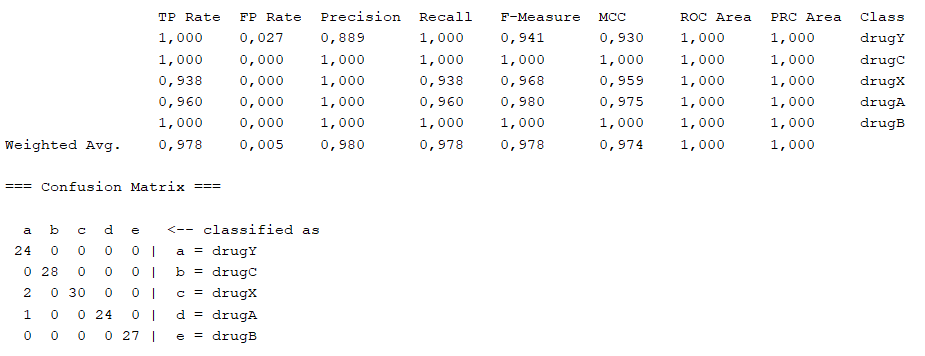 TP Rate FP Rate Precision Recall F-Measure MCC ROC Area PRC Area Class
1,000 0,027 0,889 1,000 0,941 0,930 1,000 1,000 drugY
1,000 0,000 1,000 1,000 1,000 1,000 1,000 1,000 drugC
0,938 0,000 1,000 0,938 0,968 0,959 1,000 1,000 drugX
0,960 0,000 1,000 0,960 0,980 0,975 1,000 1,000 drugA
1,000 0,000 1,000 1,000 1,000 1,000 1,000 1,000 drugB
Weighted Avg. 0,978 0,005 0,980 0,978 0,978 0,974 1,000 1,000
=== Confusion Matrix ===
a b c d e <-- classified as
24 0 0 0 0 | a = drugY
0 28 0 0 0 | b = drugC
2 0 30 0 0 | c = drugX
1 0 0 24 0 | d = drugA
0 0 0 0 27 | e = drugB